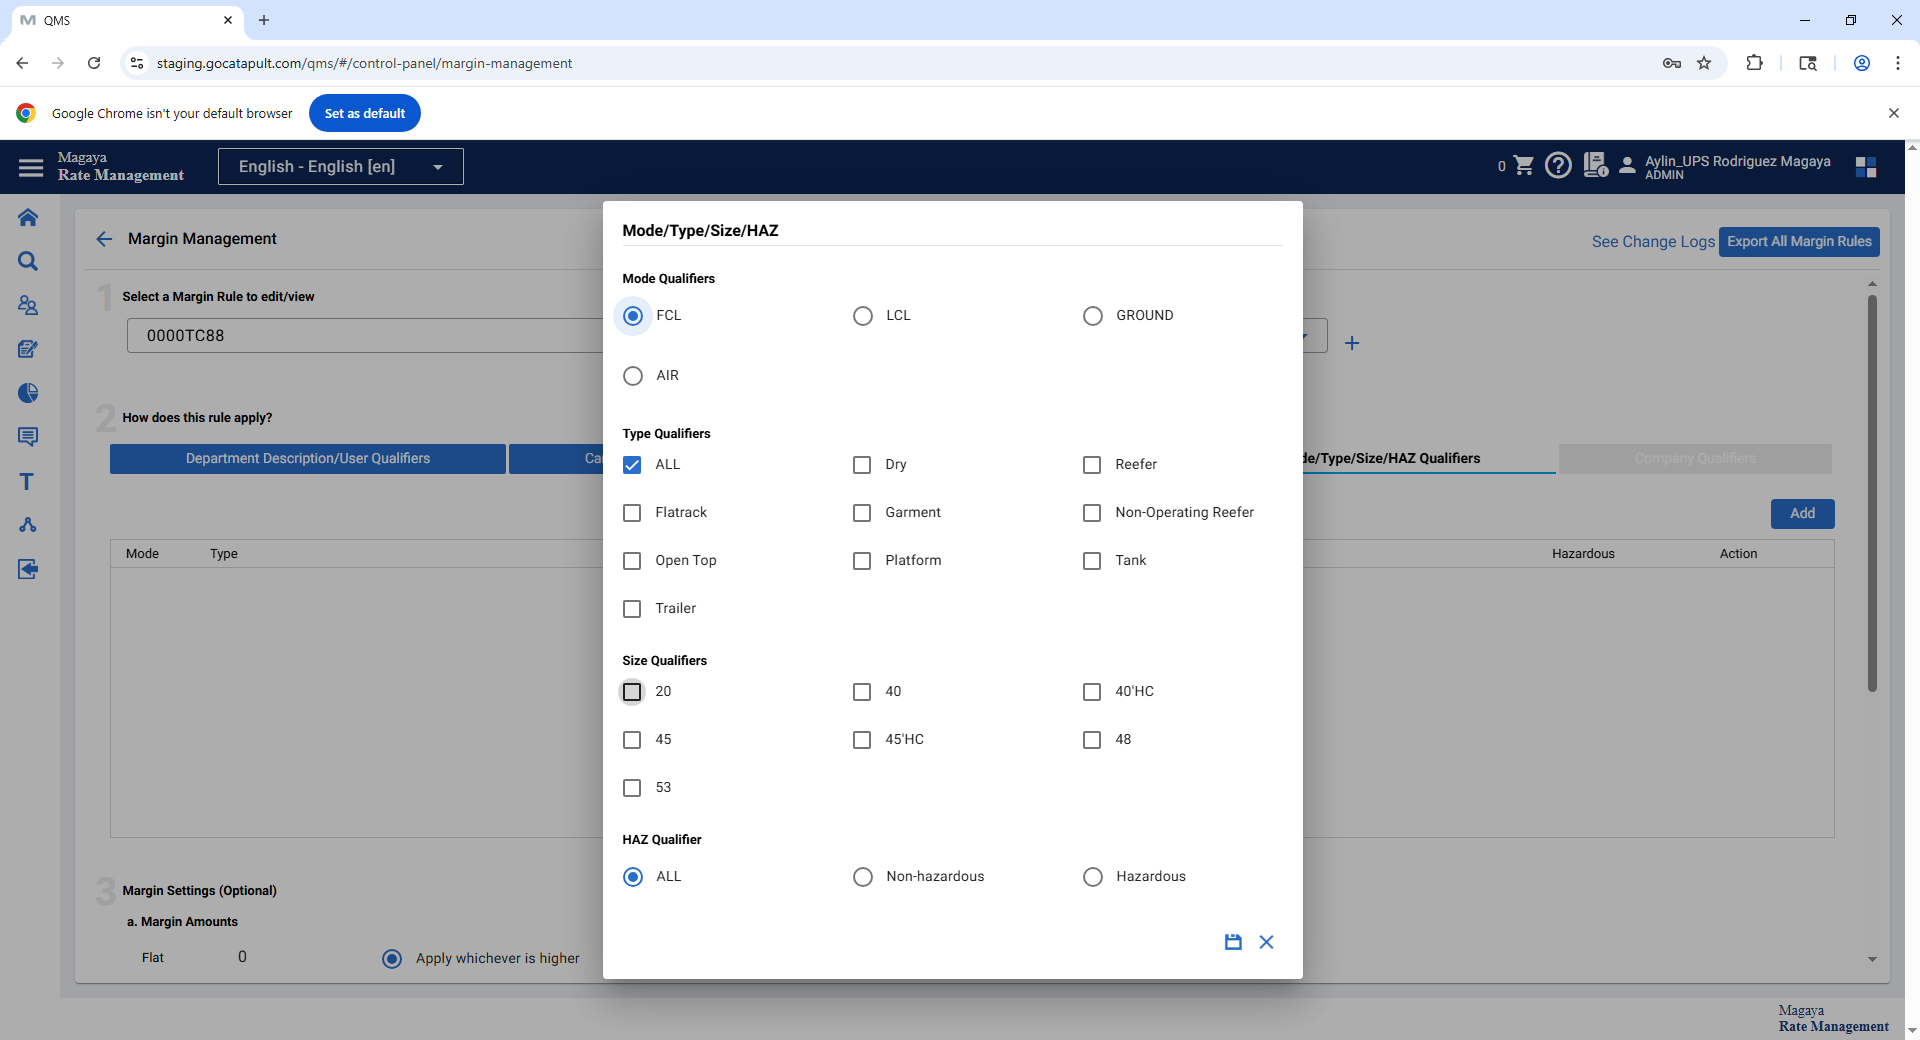 QMS
staging.gocatapult.com/qms/#/control-panel/margin-management
Google Chrome isn't your default browser
Set as default
Magaya
Rate Management
English - English [en]
0
Aylin_UPS Rodriguez Magaya
ADMIN
Margin Management
See Change Logs
Export All Margin Rules
1
Select a Margin Rule to edit/view
0000TC88
2
How does this rule apply?
Department Description/User Qualifiers
Ca
de/Type/Size/HAZ Qualifiers
Company Qualifiers
Add
Mode
Type
Hazardous
Action
3
Margin Settings (Optional)
a. Margin Amounts
Flat
0
Apply whichever is higher
Mode/Type/Size/HAZ
Mode Qualifiers
FCL
LCL
GROUND
AIR
Type Qualifiers
ALL
Dry
Reefer
Flatrack
Garment
Non-Operating Reefer
Open Top
Platform
Tank
Trailer
Size Qualifiers
20
40
40'HC
45
45'HC
48
53
HAZ Qualifier
ALL
Non-hazardous
Hazardous
Magaya
Rate Management